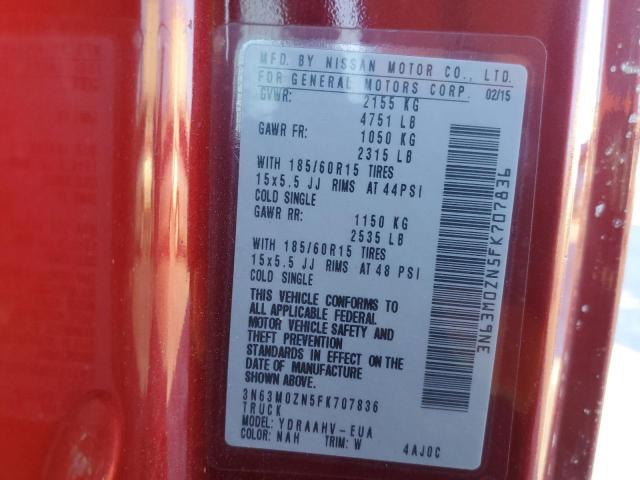 MFD. BY NISSAN MOTOR CO., LTD.
FOR GENERAL MOTORS CORP. 02/15
GVWR: 2155 KG
4751 LB
GAWR FR: 1050 KG
2315 LB
WITH 185/60R15 TIRES
15x5.5 JJ RIMS AT 44PSI
COLD SINGLE
GAWR RR: 1150 KG
2535 LB
WITH 185/60R15 TIRES
15x5.5 JJ RIMS AT 48 PSI
COLD SINGLE
THIS VEHICLE CONFORMS TO
ALL APPLICABLE FEDERAL
MOTOR VEHICLE SAFETY AND
THEFT PREVENTION
STANDARDS IN EFFECT ON THE
DATE OF MANUFACTURE
SHOWN ABOVE.
3N63M0ZN5FK707836
TRUCK
MODEL: YDRAAHV-EUA
COLOR: NAH TRIM: W 4AJ0C
3N63M0ZN5FK707836